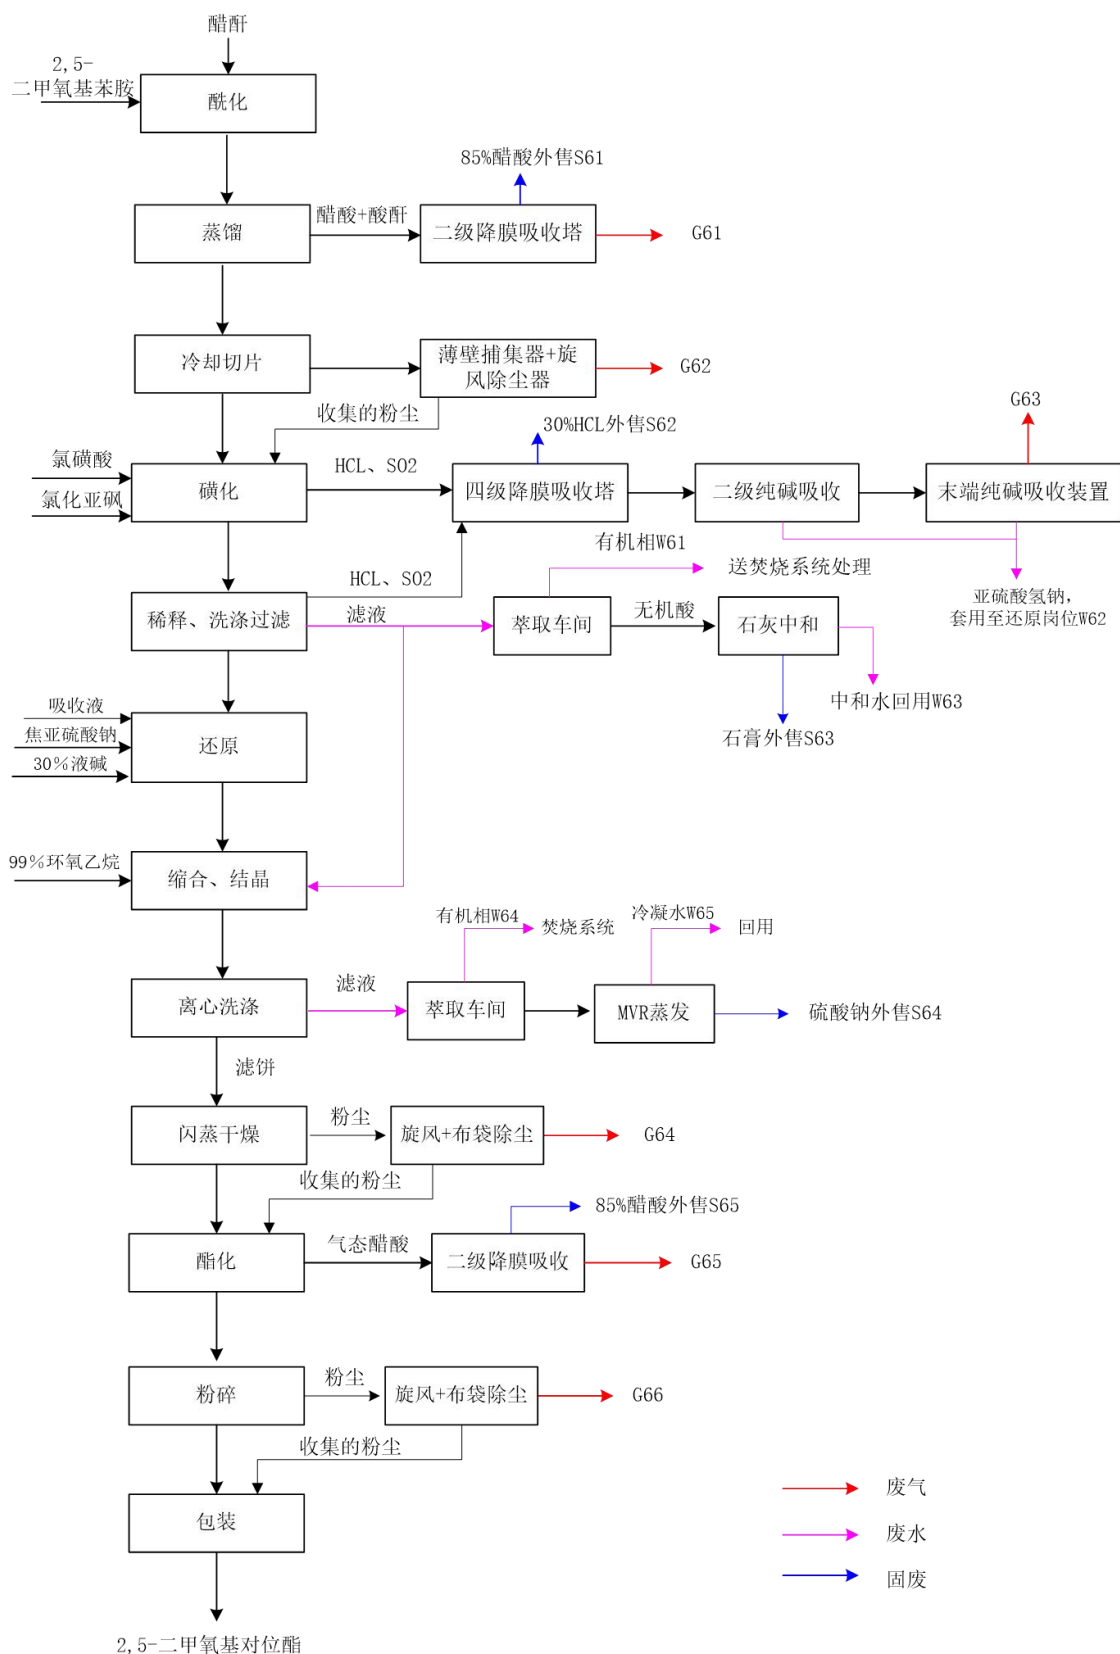 醋酐
2,5-
二甲氧基苯胺
酰化
85%醋酸外售S61
蒸馏
醋酸+酸酐
二级降膜吸收塔
G61
冷却切片
薄壁捕集器+旋
风除尘器
G62
收集的粉尘
30%HCL外售S62
G63
氯磺酸
氯化亚砜
磺化
HCL、SO2
四级降膜吸收塔
二级纯碱吸收
末端纯碱吸收装置
有机相W61
送焚烧系统处理
HCL、SO2
亚硫酸氢钠,
套用至还原岗位W62
稀释、洗涤过滤
滤液
萃取车间
无机酸
石灰中和
中和水回用W63
石膏外售S63
吸收液
焦亚硫酸钠
30%液碱
还原
99%环氧乙烷
缩合、结晶
有机相W64
焚烧系统
冷凝水W65
回用
离心洗涤
滤液
萃取车间
MVR蒸发
硫酸钠外售S64
滤饼
闪蒸干燥
粉尘
旋风+布袋除尘
G64
收集的粉尘
85%醋酸外售S65
酯化
气态醋酸
二级降膜吸收
G65
粉碎
粉尘
旋风+布袋除尘
G66
收集的粉尘
包装
废气
废水
固废
2,5-二甲氧基对位酯